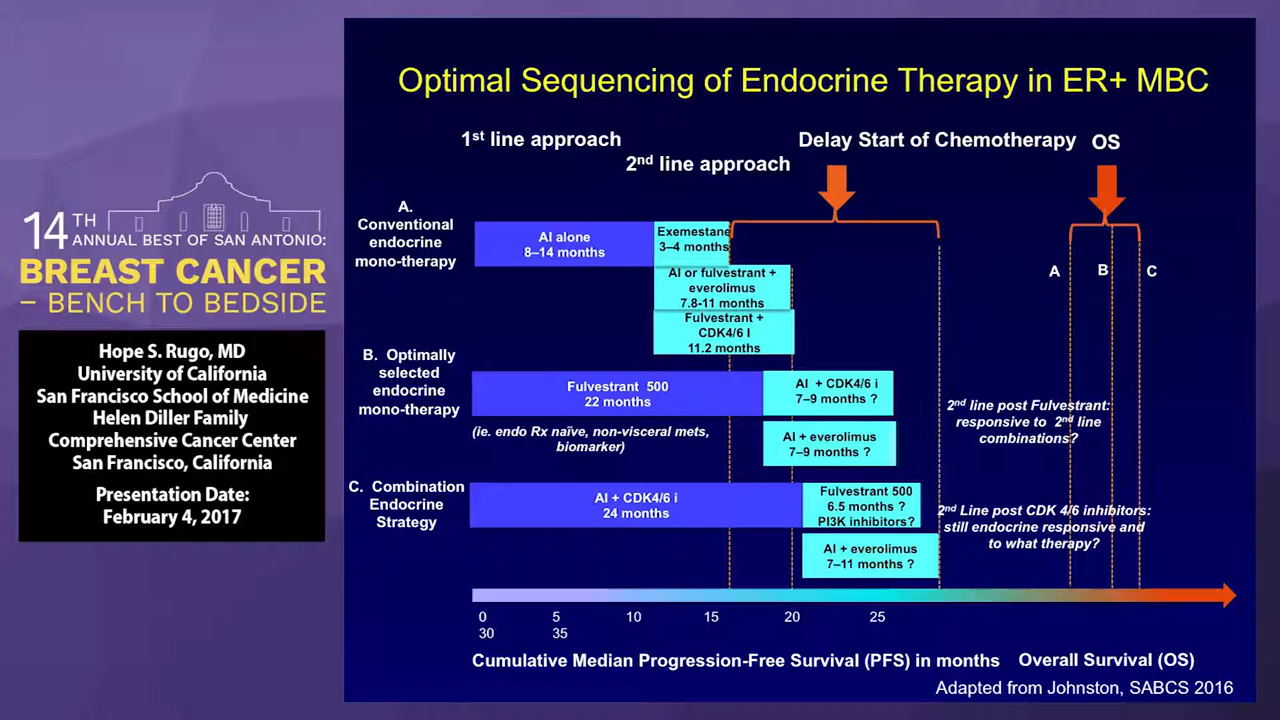 14TH
ANNUAL BEST OF SAN ANTONIO:
BREAST CANCER
– BENCH TO BEDSIDE
Hope S. Rugo, MD
University of California
San Francisco School of Medicine
Helen Diller Family
Comprehensive Cancer Center
San Francisco, California
Presentation Date:
February 4, 2017
Optimal Sequencing of Endocrine Therapy in ER+ MBC
1st line approach
2nd line approach
Delay Start of Chemotherapy
OS
A.
Conventional
endocrine
mono-therapy
AI alone
8–14 months
Exemestane
3–4 months
AI or fulvestrant +
everolimus
7.8-11 months
Fulvestrant +
CDK4/6 I
11.2 months
A
B
C
B. Optimally
selected
endocrine
mono-therapy
Fulvestrant 500
22 months
AI + CDK4/6 i
7–9 months ?
(ie. endo Rx naïve, non-visceral mets,
biomarker)
AI + everolimus
7–9 months ?
2nd line post Fulvestrant:
responsive to 2nd line
combinations?
C. Combination
Endocrine
Strategy
AI + CDK4/6 i
24 months
Fulvestrant 500
6.5 months ?
PI3K inhibitors?
AI + everolimus
7–11 months ?
2nd Line post CDK 4/6 inhibitors:
still endocrine responsive and
to what therapy?
0 5 10 15 20 25
30 35
Cumulative Median Progression-Free Survival (PFS) in months
Overall Survival (OS)
Adapted from Johnston, SABCS 2016